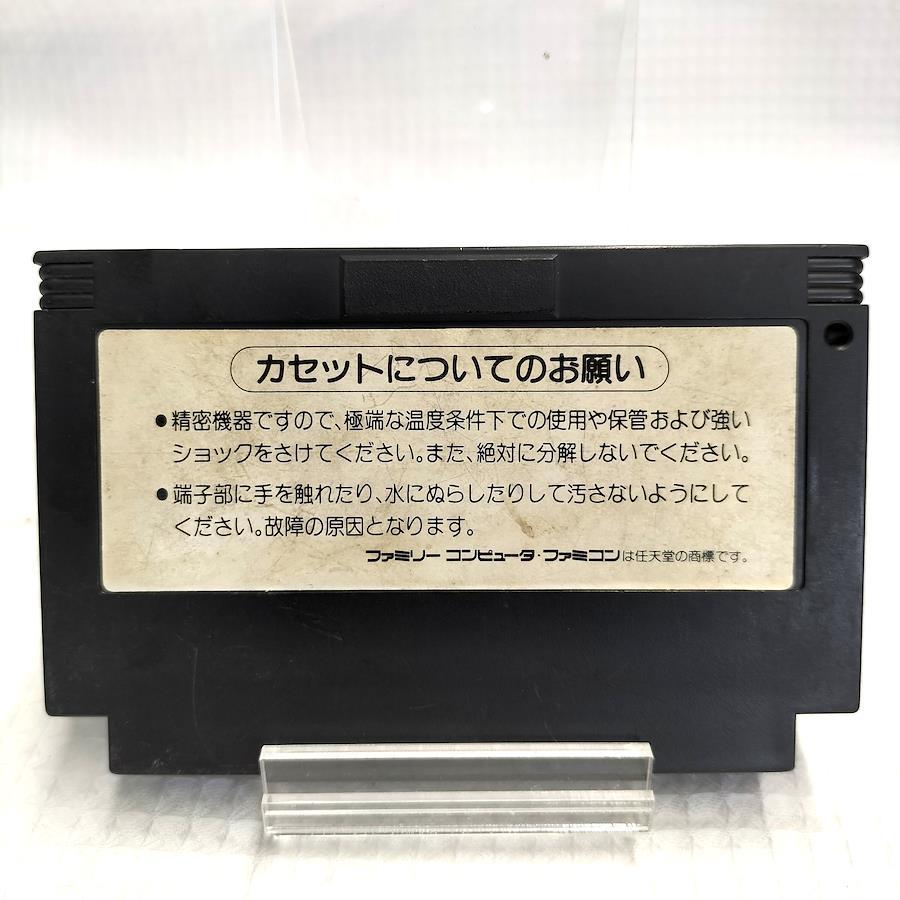 カセットについてのお願い
●精密機器ですので、極端な温度条件下での使用や保管および強い
ショックをさけてください。また、絶対に分解しないでください。
●端子部に手を触れたり、水にぬらしたりして汚さないようにして
ください。故障の原因となります。
ファミリー コンピュータ・ファミコンは任天堂の商標です。